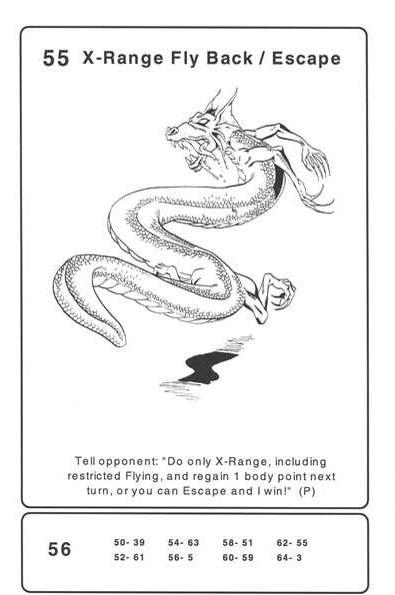 55 X-Range Fly Back / Escape
Tell opponent: "Do only X-Range, including
restricted Flying, and regain 1 body point next
turn, or you can Escape and I win!" (P)
56
50- 39 54- 63 58- 51 62- 55
52- 61 56- 5 60- 59 64- 3